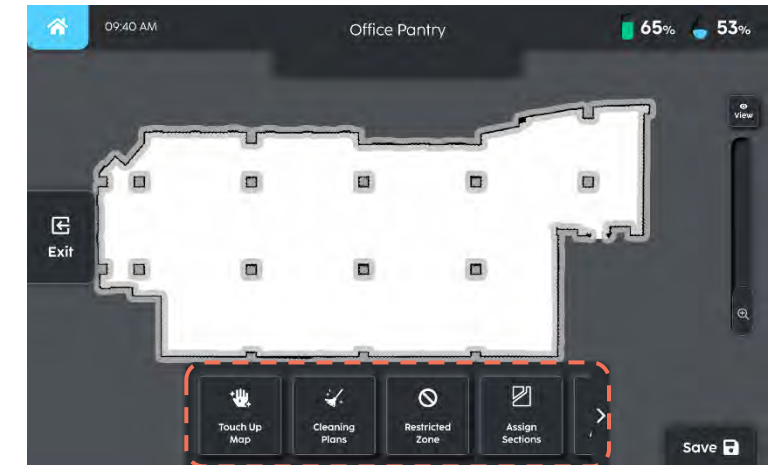 09:40 AM
Office Pantry
65%
53%
View
Exit
Touch Up
Map
Cleaning
Plans
Restricted
Zone
Assign
Sections
Save